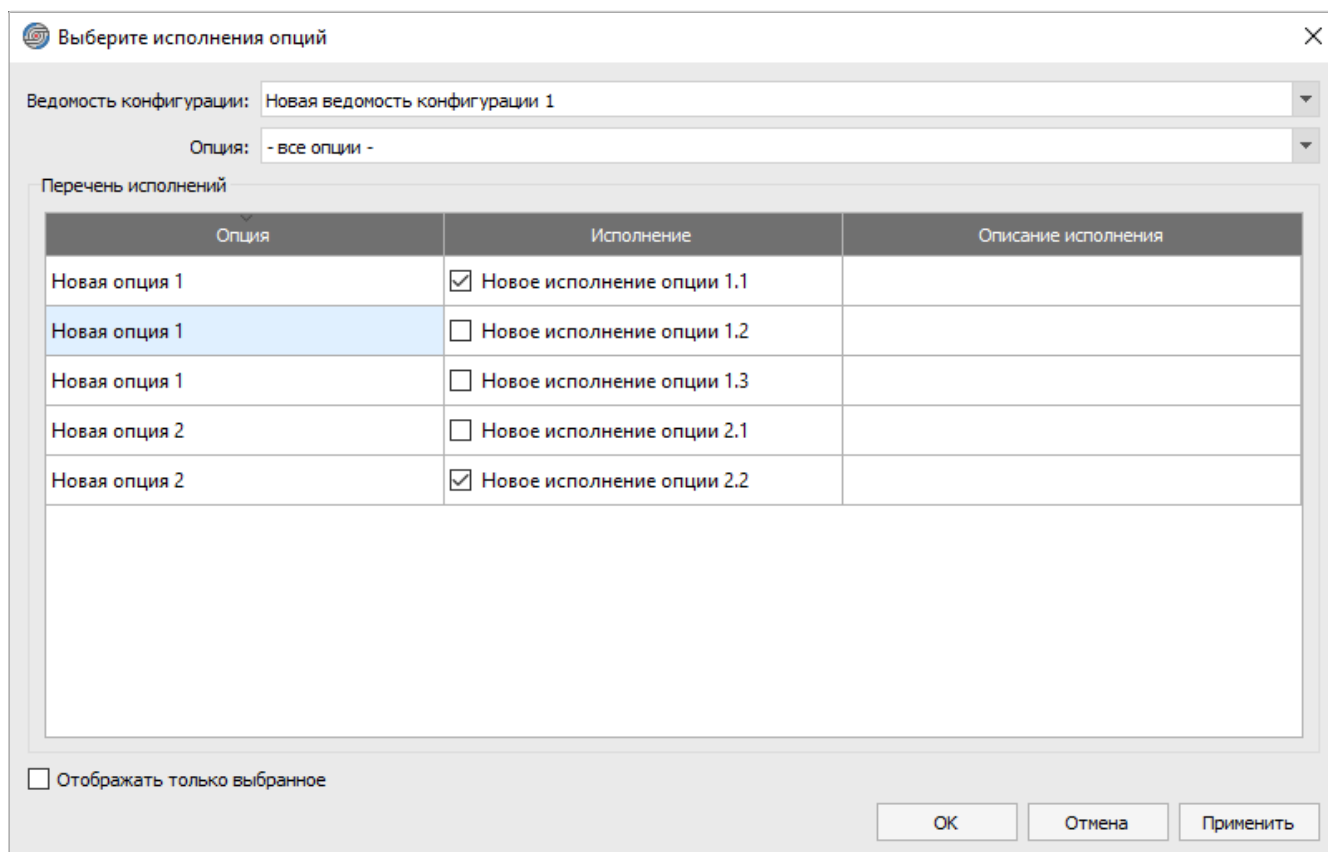 Выберите исполнения опций
Ведомость конфигурации: Новая ведомость конфигурации 1
Опция: - все опции -
Перечень исполнений
Опция Исполнение Описание исполнения
Новая опция 1 Новое исполнение опции 1.1
Новая опция 1 Новое исполнение опции 1.2
Новая опция 1 Новое исполнение опции 1.3
Новая опция 2 Новое исполнение опции 2.1
Новая опция 2 Новое исполнение опции 2.2
Отображать только выбранное
ОК Отмена Применить